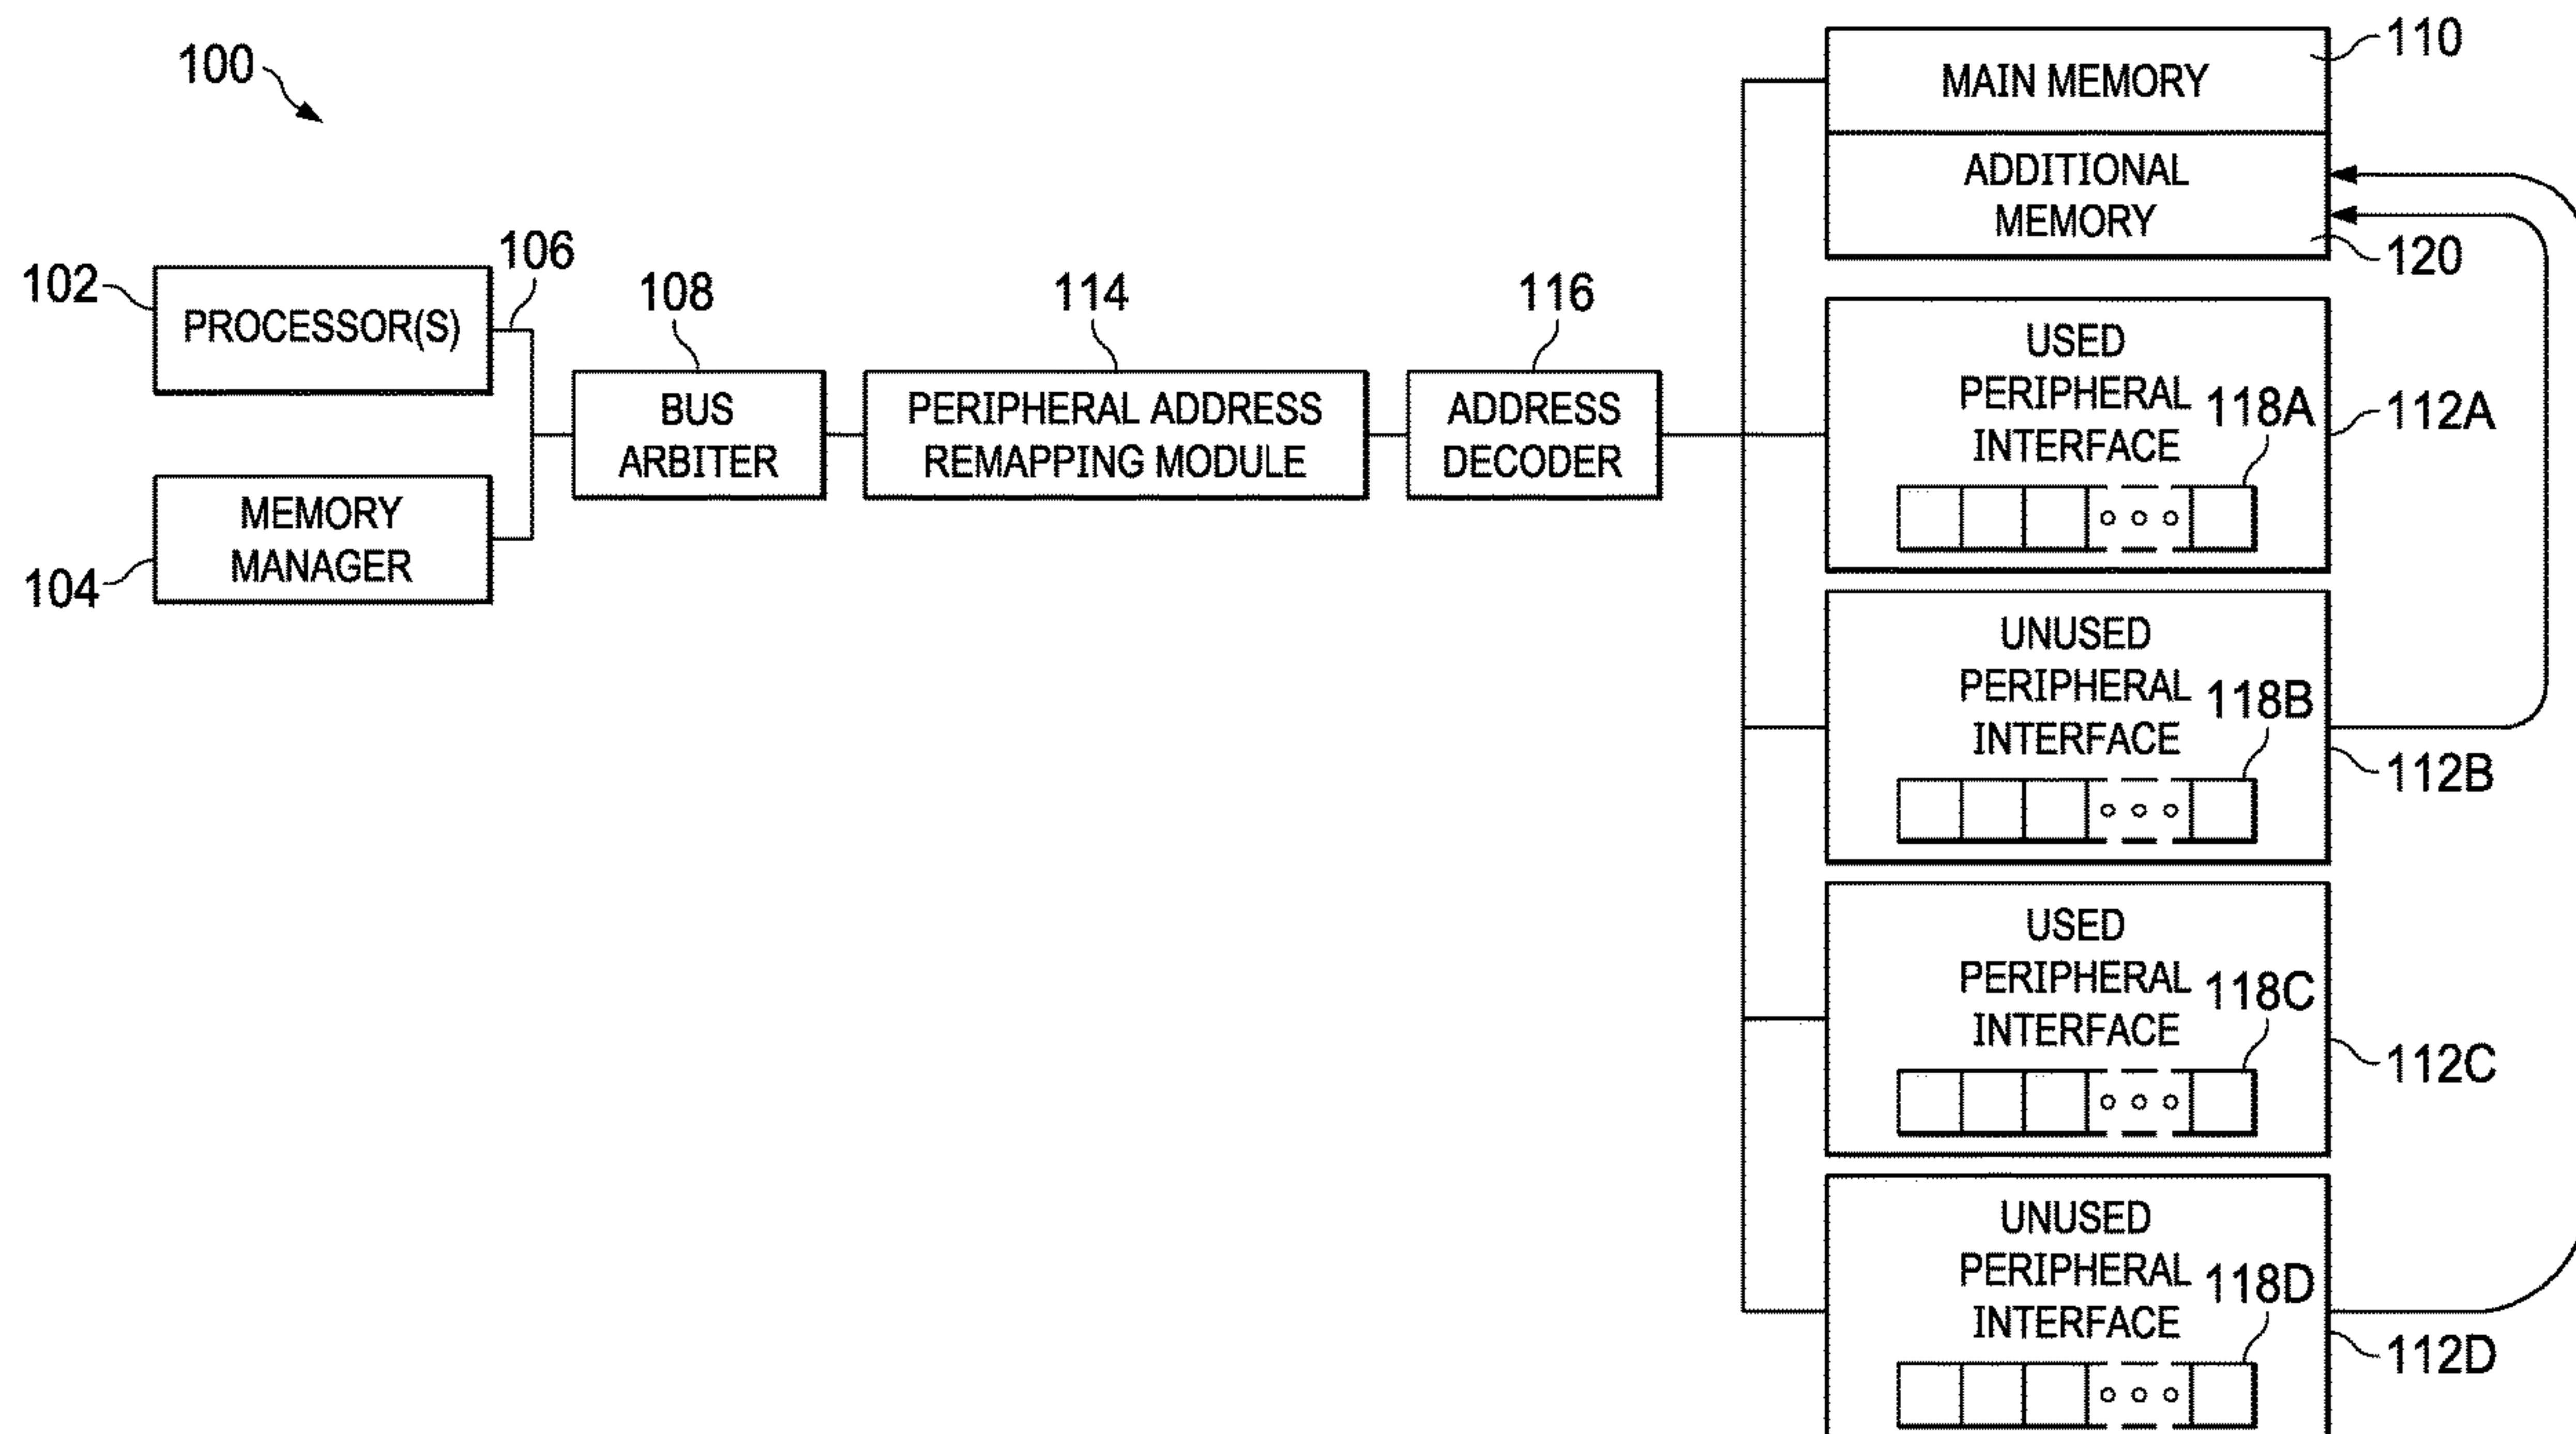 100
110
MAIN MEMORY
ADDITIONAL
MEMORY
120
102
PROCESSOR(S)
106
104
MEMORY
MANAGER
108
BUS
ARBITER
114
PERIPHERAL ADDRESS
REMAPPING MODULE
116
ADDRESS
DECODER
USED
PERIPHERAL
INTERFACE
118A
112A
UNUSED
PERIPHERAL
INTERFACE
118B
112B
USED
PERIPHERAL
INTERFACE
118C
112C
UNUSED
PERIPHERAL
INTERFACE
118D
112D